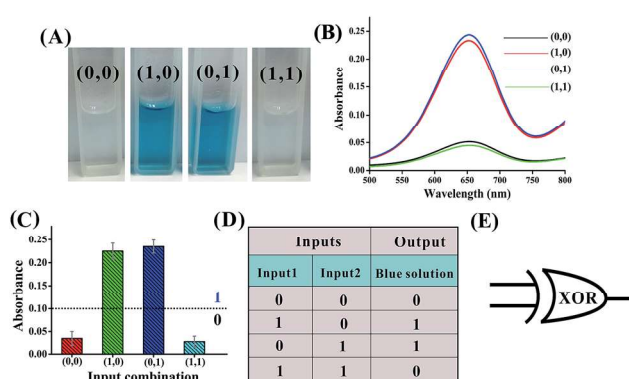 (A)
(0,0) (1,0) (0,1) (1,1)
(B)
Absorbance
0.25
0.20
0.15
0.10
0.05
0.00
500 550 600 650 700 750 800
Wavelength (nm)
(0,0)
(1,0)
(0,1)
(1,1)
(C)
Absorbance
0.25
0.20
0.15
0.10
0.05
0.00
1
0
(0,0) (1,0) (0,1) (1,1)
Input combination
(D)
Inputs Output
Input1 Input2 Blue solution
0 0 0
1 0 1
0 1 1
1 1 0
(E)
XOR